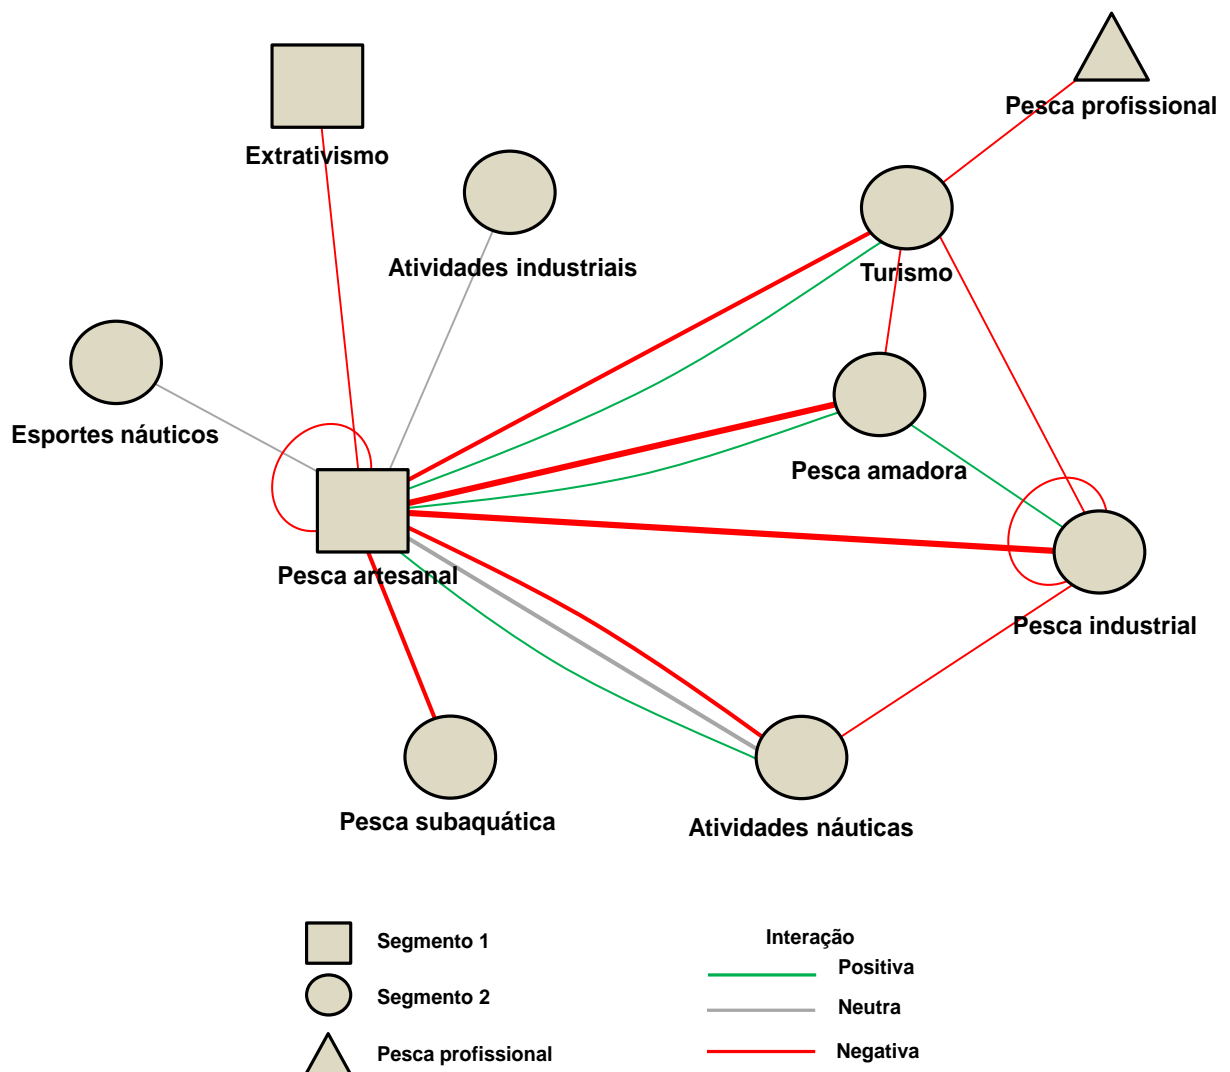 Pesca profissional
Extrativismo
Atividades industriais
Turismo
Esportes náuticos
Pesca amadora
Pesca artesanal
Pesca industrial
Pesca subaquática
Atividades náuticas
Segmento 1
Segmento 2
Pesca profissional
Interação
Positiva
Neutra
Negativa